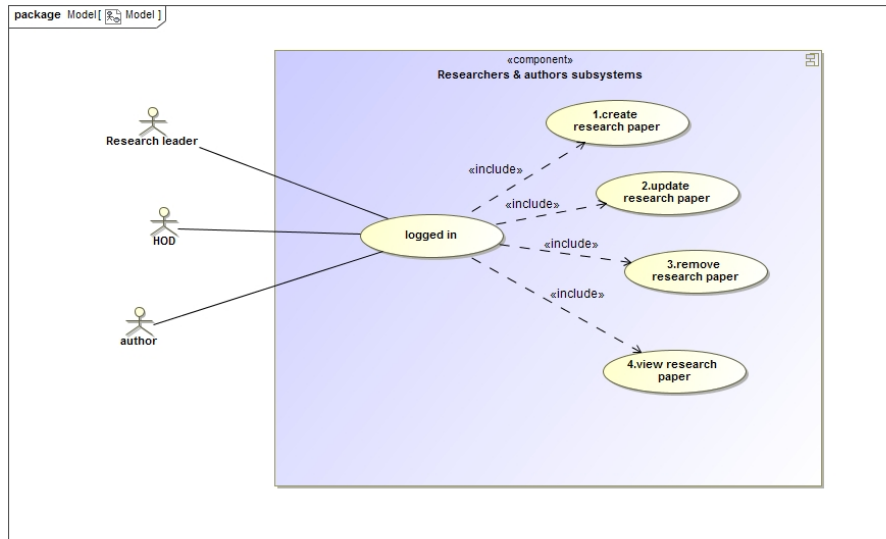 package Model[ Model ]
«component»
Researchers & authors subsystems
1.create
research paper
Research leader
«include»
2.update
research paper
«include»
logged in
HOD
«include»
3.remove
research paper
«include»
author
4.view research
paper